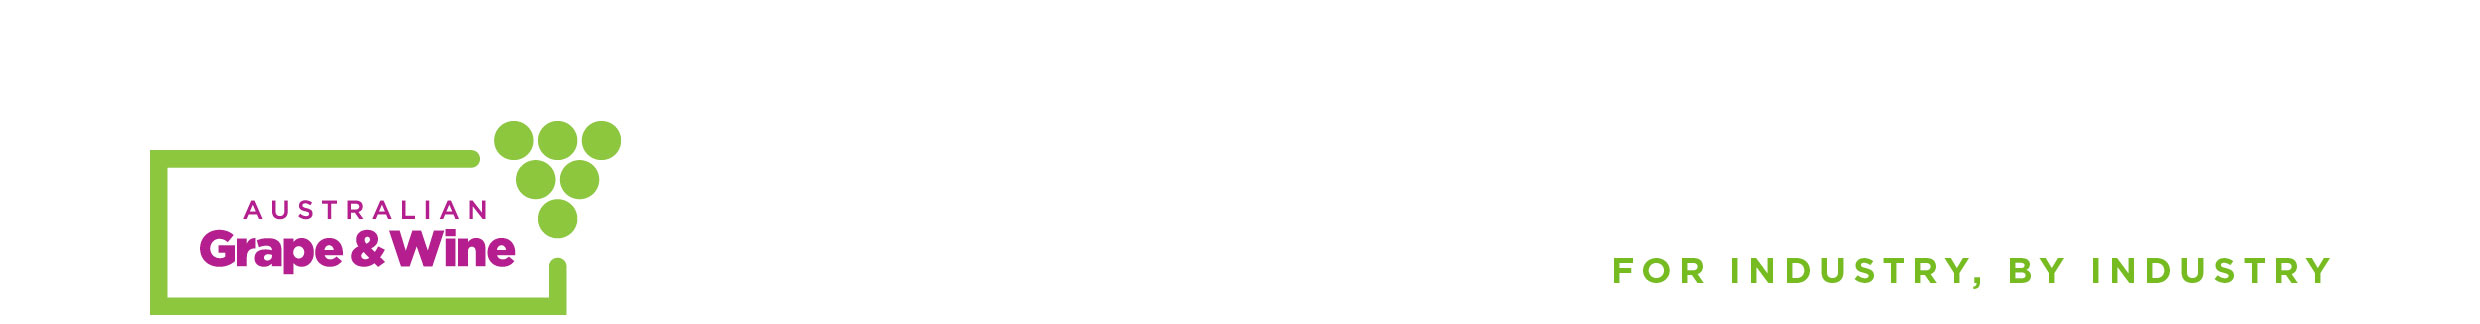 AUSTRALIAN
Grape & Wine
FOR INDUSTRY, BY INDUSTRY